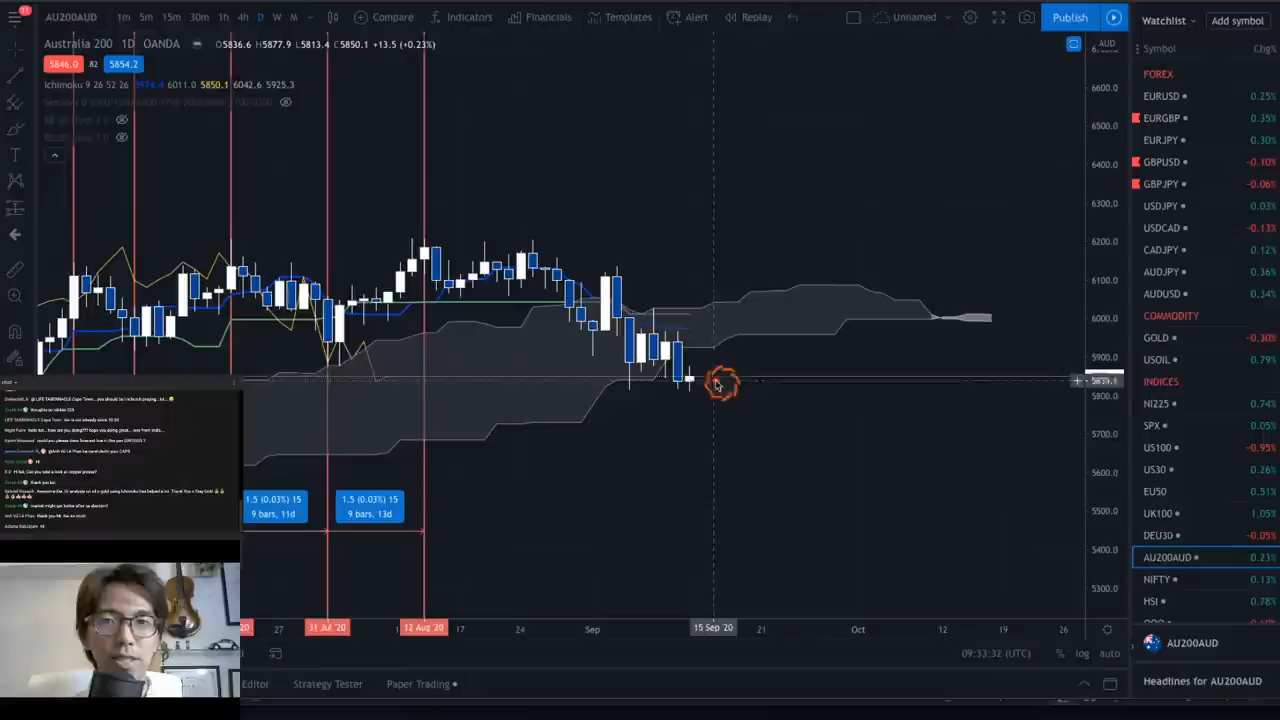 11
AU200AUD 1m 5m 15m 30m 1h 4h D W M Compare Indicators Financials Templates Alert Replay Unnamed Publish
Watchlist Add symbol
Australia 200 1D OANDA O5836.6 H5877.9 L5813.4 C5850.1 +13.5 (+0.23%)
AUD
Symbol Chg%
5846.0 82 5854.2
Ichimoku 9 26 52 26 5974.4 6011.0 5850.1 6042.6 5925.3
6600.0
6500.0
6400.0
6300.0
6200.0
6100.0
6000.0
5900.0
5800.0
5700.0
5600.0
5500.0
5400.0
5300.0
FOREX
EURUSD 0.25%
EURGBP 0.35%
EURJPY 0.30%
GBPUSD -0.10%
GBPJPY -0.06%
USDJPY 0.03%
USDCAD -0.13%
CADJPY 0.12%
AUDJPY 0.36%
AUDUSD 0.34%
COMMODITY
GOLD -0.30%
USOIL 0.79%
INDICES
NI225 0.74%
SPX 0.05%
US100 -0.95%
US30 0.26%
EU50 0.51%
UK100 1.05%
DEU30 -0.05%
AU200AUD 0.23%
NIFTY 0.13%
HSI 0.78%
1.5 (0.03%) 15
9 bars, 11d
1.5 (0.03%) 15
9 bars, 13d
20 27 31 Jul '20 12 Aug '20 17 24 Sep 15 Sep '20 21 Oct 12 19 26
09:33:32 (UTC) % log auto
AU200AUD
Editor Strategy Tester Paper Trading
Headlines for AU200AUD